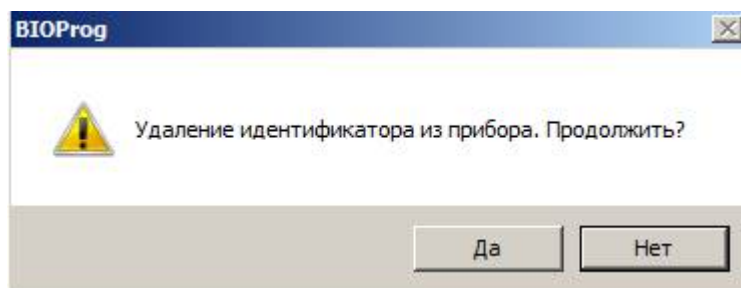 BIOProg
Удаление идентификатора из прибора. Продолжить?
Да
Нет